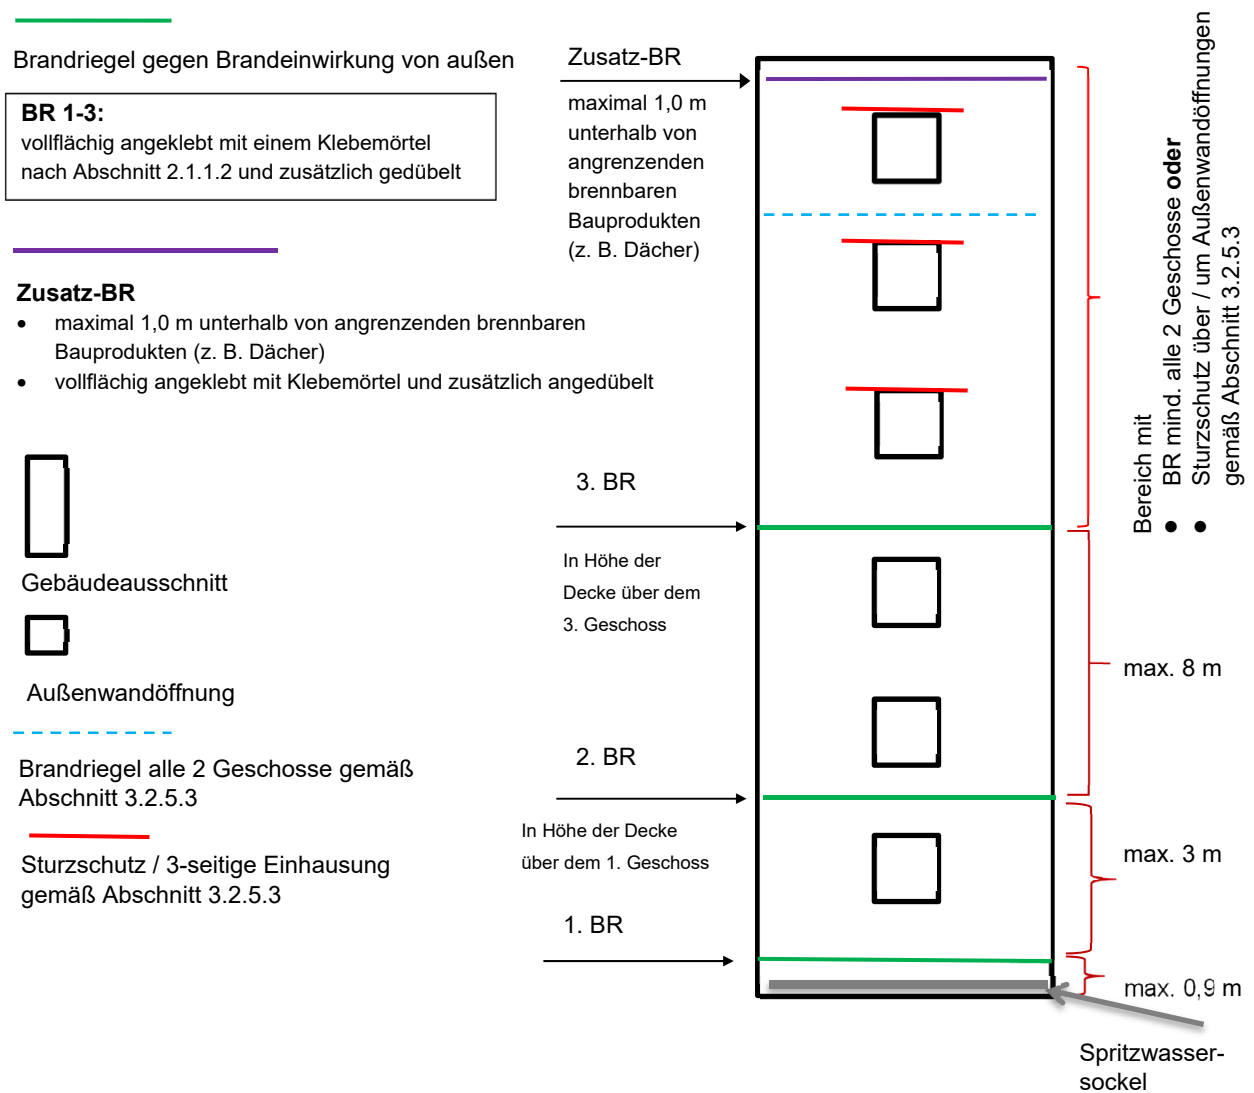 Brandriegel gegen Brandeinwirkung von außen
BR 1-3:
vollflächig angeklebt mit einem Klebemörtel
nach Abschnitt 2.1.1.2 und zusätzlich gedübelt
Zusatz-BR
• maximal 1,0 m unterhalb von angrenzenden brennbaren
Bauprodukten (z. B. Dächer)
• vollflächig angeklebt mit Klebemörtel und zusätzlich angedübelt
Gebäudeausschnitt
Außenwandöffnung
Brandriegel alle 2 Geschosse gemäß
Abschnitt 3.2.5.3
Sturzschutz / 3-seitige Einhausung
gemäß Abschnitt 3.2.5.3
Zusatz-BR
maximal 1,0 m
unterhalb von
angrenzenden
brennbaren
Bauprodukten
(z. B. Dächer)
3. BR
In Höhe der
Decke über dem
3. Geschoss
2. BR
In Höhe der Decke
über dem 1. Geschoss
1. BR
Bereich mit
• BR mind. alle 2 Geschosse oder
• Sturzschutz über / um Außenwandöffnungen
gemäß Abschnitt 3.2.5.3
max. 8 m
max. 3 m
max. 0,9 m
Spritzwasser-
sockel